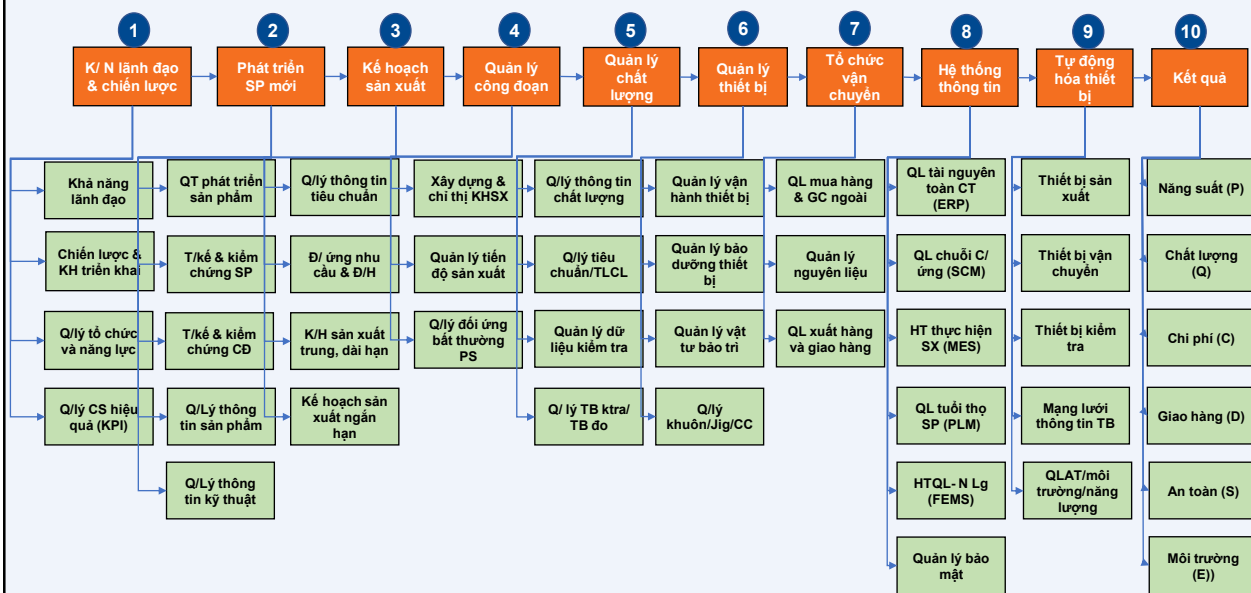 1
K/ N lãnh đạo
& chiến lược
2
Phát triển
SP mới
3
Kế hoạch
sản xuất
4
Quản lý
công đoạn
5
Quản lý
chất
lượng
6
Quản lý
thiết bị
7
Tổ chức
vận
chuyển
8
Hệ thống
thông tin
9
Tự động
hóa thiết
bị
10
Kết quả
Khả năng
lãnh đạo
Chiến lược &
KH triển khai
Q/lý tổ chức
và năng lực
Q/lý CS hiệu
quả (KPI)
QT phát triển
sản phẩm
T/kế & kiểm
chứng SP
T/kế & kiểm
chứng CĐ
Q/Lý thông
tin sản phẩm
Q/Lý thông
tin kỹ thuật
Q/lý thông tin
tiêu chuẩn
Đ/ ứng nhu
cầu & Đ/H
K/H sản xuất
trung, dài hạn
Kế hoạch sản
xuất ngắn
hạn
Xây dựng &
chỉ thị KHSX
Quản lý tiến
độ sản xuất
Q/lý đối ứng
bất thường
PS
Q/lý thông tin
chất lượng
Q/lý tiêu
chuẩn/TLCL
Quản lý dữ
liệu kiểm tra
Q/ lý TB ktra/
TB đo
Quản lý vận
hành thiết bị
Quản lý bảo
dưỡng thiết
bị
Quản lý vật
tư bảo trì
Q/lý
khuôn/Jig/CC
QL mua hàng
& GC ngoài
Quản lý
nguyên liệu
QL xuất hàng
và giao hàng
QL tài nguyên
toàn CT
(ERP)
QL chuỗi C/
ứng (SCM)
HT thực hiện
SX (MES)
QL tuổi thọ
SP (PLM)
HTQL- N Lg
(FEMS)
Quản lý bảo
mật
Thiết bị sản
xuất
Thiết bị vận
chuyển
Thiết bị kiểm
tra
Mạng lưới
thông tin TB
QLAT/môi
trường/năng
lượng
Năng suất (P)
Chất lượng
(Q)
Chi phí (C)
Giao hàng (D)
An toàn (S)
Môi trường
(E))